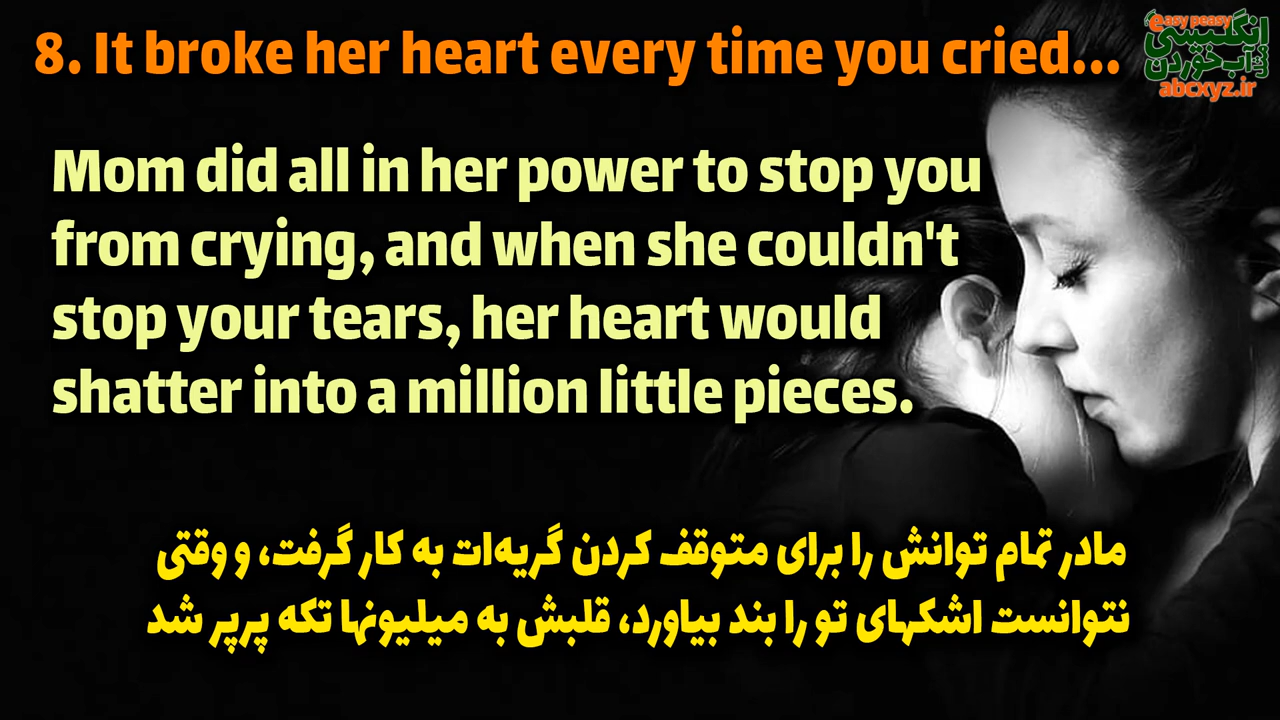 8. It broke her heart every time you cried...
easy peasy
انگلیسی
مثل
آب خوردن
abcxyz.ir
Mom did all in her power to stop you
from crying, and when she couldn't
stop your tears, her heart would
shatter into a million little pieces.
مادر تمام توانش را برای متوقف کردن گریه‌ات به کار گرفت، و وقتی
نتوانست اشکهای تو را بند بیاورد، قلبش به میلیونها تکه پرپر شد